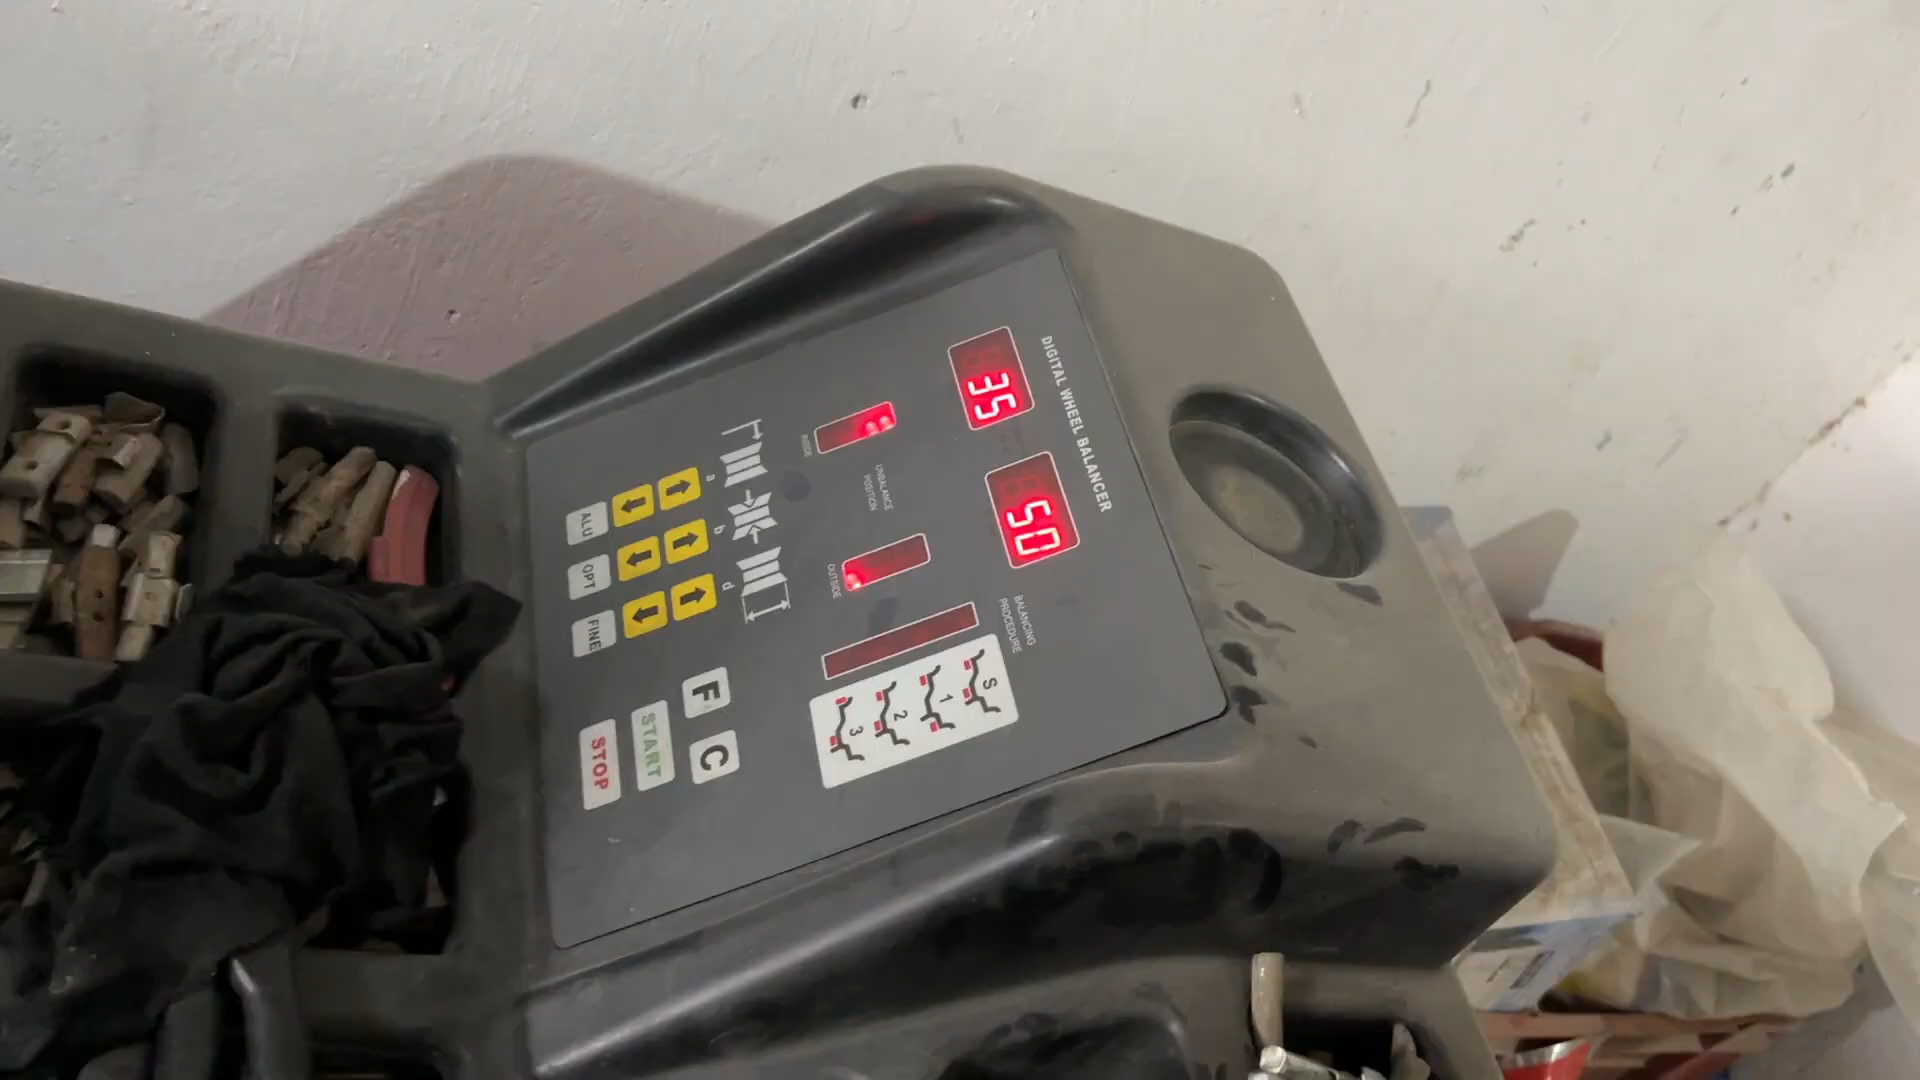 DIGITAL WHEEL BALANCER
35
50
INSIDE
UNBALANCE
POSITION
OUTSIDE
BALANCING
PROCEDURE
S
1
2
3
a
b
d
ALU
OPT
FINE
F
C
START
STOP